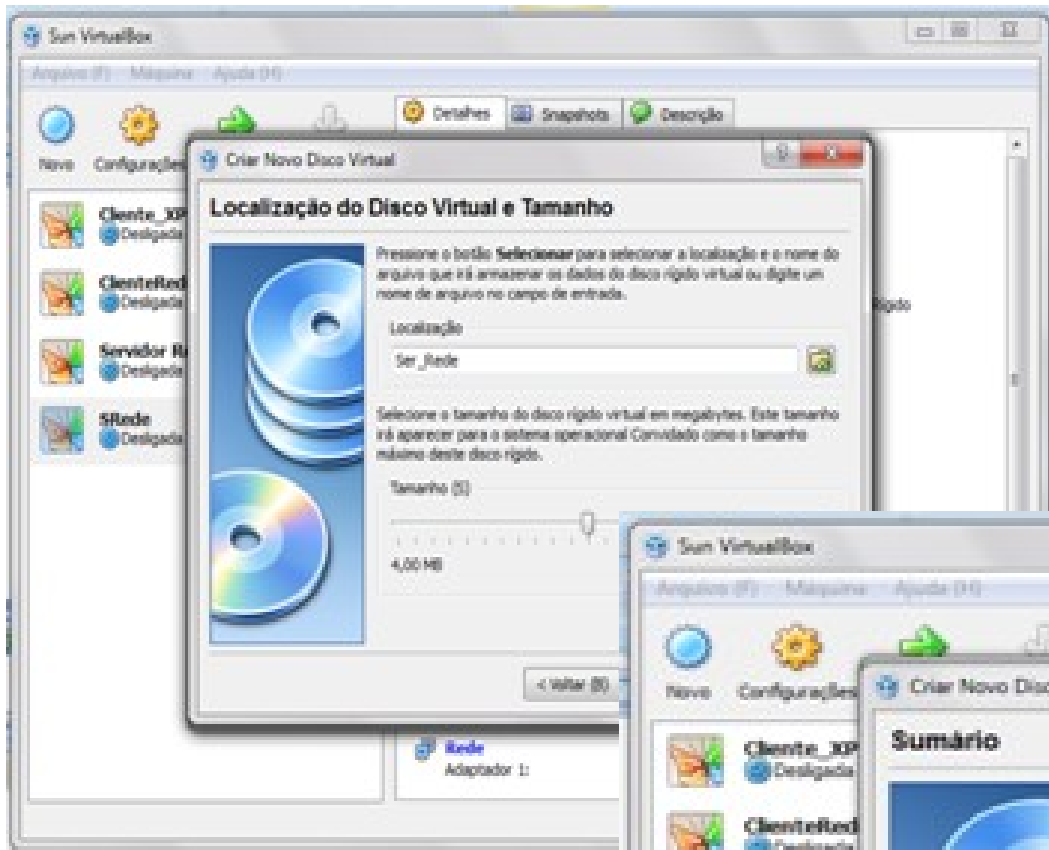 Sun VirtualBox
Arquivo (F) Máquina Ajuda (H)
Novo Configurações
Detalhes Snapshots Descrição
Cliente_XP
Desligada
ClienteRed
Desligada
Servidor
Desligada
SRede
Desligada
Criar Novo Disco Virtual
Localização do Disco Virtual e Tamanho
Pressione o botão Selecionar para selecionar a localização e o nome do
arquivo que irá armazenar os dados do disco rígido virtual ou digite um
nome de arquivo no campo de entrada.
Localização
Ser_Rede
Selecione o tamanho do disco rígido virtual em megabytes. Este tamanho
irá aparecer para o sistema operacional Convidado como o tamanho
máximo deste disco rígido.
Tamanho (S)
4,00 MB
< Voltar (B)
Rede
Adaptador 1:
Sun VirtualBox
Arquivo (F) Máquina Ajuda (H)
Novo Configurações
Criar Novo Disc
Sumário
Cliente_XP
Desligada
ClienteRed
Desligada